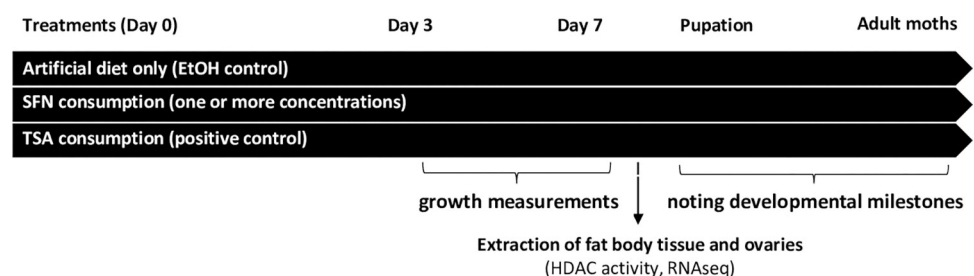 Treatments (Day 0) Day 3 Day 7 Pupation Adult moths
Artificial diet only (EtOH control)
SFN consumption (one or more concentrations)
TSA consumption (positive control)
growth measurements noting developmental milestones
Extraction of fat body tissue and ovaries
(HDAC activity, RNAseq)